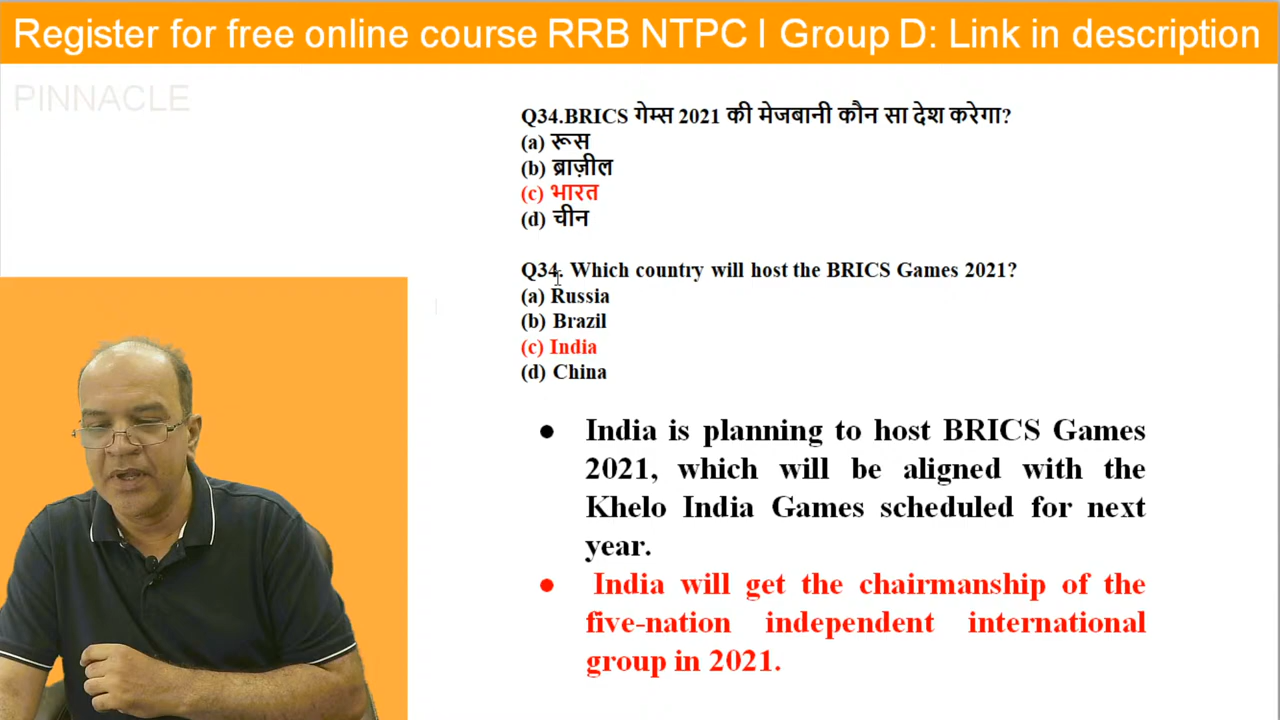 Register for free online course RRB NTPC I Group D: Link in description
PINNACLE
Q34.BRICS गेम्स 2021 की मेजबानी कौन सा देश करेगा?
(a) रूस
(b) ब्राज़ील
(c) भारत
(d) चीन
Q34. Which country will host the BRICS Games 2021?
(a) Russia
(b) Brazil
(c) India
(d) China
● India is planning to host BRICS Games
2021, which will be aligned with the
Khelo India Games scheduled for next
year.
● India will get the chairmanship of the
five-nation independent international
group in 2021.